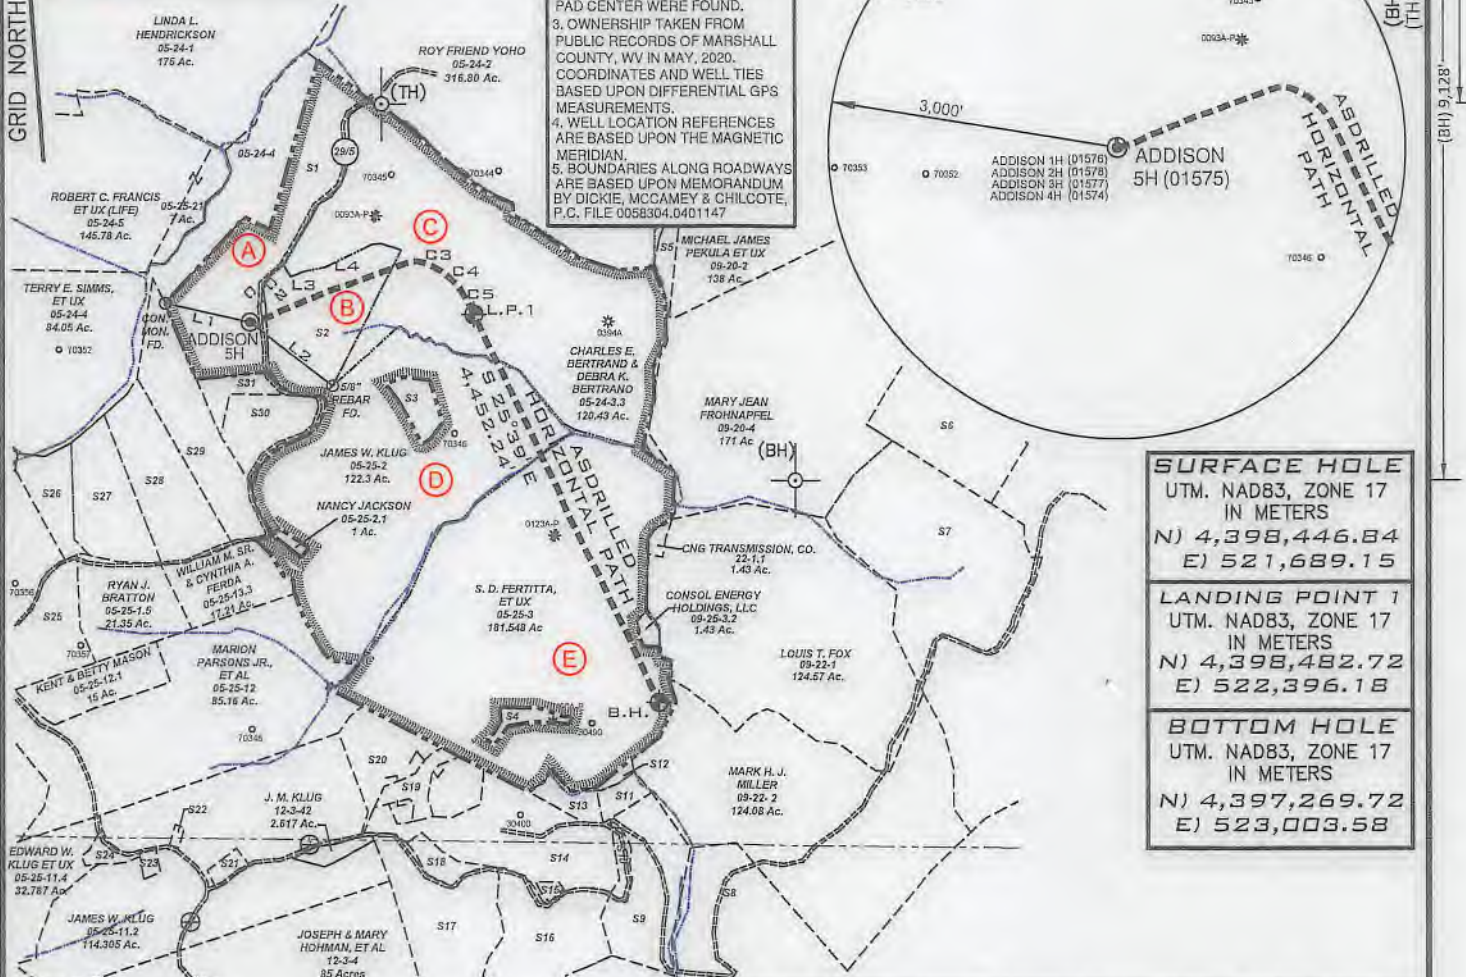 GRID NORTH
LINDA L.
HENDRICKSON
05-24-1
175 Ac.
ROY FRIEND YOHO
05-24-2
316.80 Ac.
(TH)
PAD CENTER WERE FOUND.
3. OWNERSHIP TAKEN FROM
PUBLIC RECORDS OF MARSHALL
COUNTY, WV IN MAY, 2020.
COORDINATES AND WELL TIES
BASED UPON DIFFERENTIAL GPS
MEASUREMENTS.
4. WELL LOCATION REFERENCES
ARE BASED UPON THE MAGNETIC
MERIDIAN.
5. BOUNDARIES ALONG ROADWAYS
ARE BASED UPON MEMORANDUM
BY DICKIE, MCCAMEY & CHILCOTE,
P.C. FILE 0058304.0401147
0093A-P
3,000'
ADDISON
5H (01575)
ADDISON 1H (01576)
ADDISON 2H (01578)
ADDISON 3H (01577)
ADDISON 4H (01574)
70353
70352
70346
ASDRILLED
HORIZONTAL
PATH
(BH)
(TH)
(BH) 9,128'
05-24-4
S1
29/5
70345
70344
0093A-P
ROBERT C. FRANCIS
ET UX (LIFE)
05-24-5
145.78 Ac.
05-25-21
7 Ac.
A
C
B
L4
L3
C3
C4
C5
L.P.1
L1
L2
S2
ADDISON
5H
CON.
MON.
FD.
TERRY E. SIMMS,
ET UX
05-24-4
84.05 Ac.
70352
S5
MICHAEL JAMES
PEKULA ET UX
09-20-2
138 Ac.
0394A
CHARLES E.
BERTRAND &
DEBRA K.
BERTRAND
05-24-3.3
120.43 Ac.
S31
S30
5/8"
REBAR
FD.
S3
70346
S 25°39' E
4,452.24'
HORIZONTAL PATH
ASDRILLED
MARY JEAN
FROHNAPFEL
09-20-4
171 Ac
(BH)
S6
S7
JAMES W. KLUG
05-25-2
122.3 Ac.
D
NANCY JACKSON
05-25-2.1
1 Ac.
S29
S28
S27
S26
S25
70356
70357
RYAN J.
BRATTON
05-25-1.5
21.35 Ac.
WILLIAM M. SR.
& CYNTHIA A.
FERDA
05-25-13.3
17.21 Ac.
0123A-P
CNG TRANSMISSION, CO.
22-1.1
1.43 Ac.
CONSOL ENERGY
HOLDINGS, LLC
09-25-3.2
1.43 Ac.
S. D. FERTITTA,
ET UX
05-25-3
181.548 Ac
E
LOUIS T. FOX
09-22-1
124.57 Ac.
KENT & BETTY MASON
05-25-12.1
15 Ac.
MARION
PARSONS JR.,
ET AL
05-25-12
85.16 Ac.
70346
S4
B.H.
S20
S19
S12
S11
S13
30400
MARK H. J.
MILLER
09-22-2
124.08 Ac.
J. M. KLUG
12-3-42
2.617 Ac.
S22
S24
S23
S21
S18
S14
S15
S10
S17
S16
S9
S8
EDWARD W.
KLUG ET UX
05-25-11.4
32.787 Ac
JAMES W. KLUG
05-25-11.2
114.305 Ac.
JOSEPH & MARY
HOHMAN, ET AL
12-3-4
85 Acres
SURFACE HOLE
UTM. NAD83, ZONE 17
IN METERS
N) 4,398,446.84
E) 521,689.15
LANDING POINT 1
UTM. NAD83, ZONE 17
IN METERS
N) 4,398,482.72
E) 522,396.18
BOTTOM HOLE
UTM. NAD83, ZONE 17
IN METERS
N) 4,397,269.72
E) 523,003.58